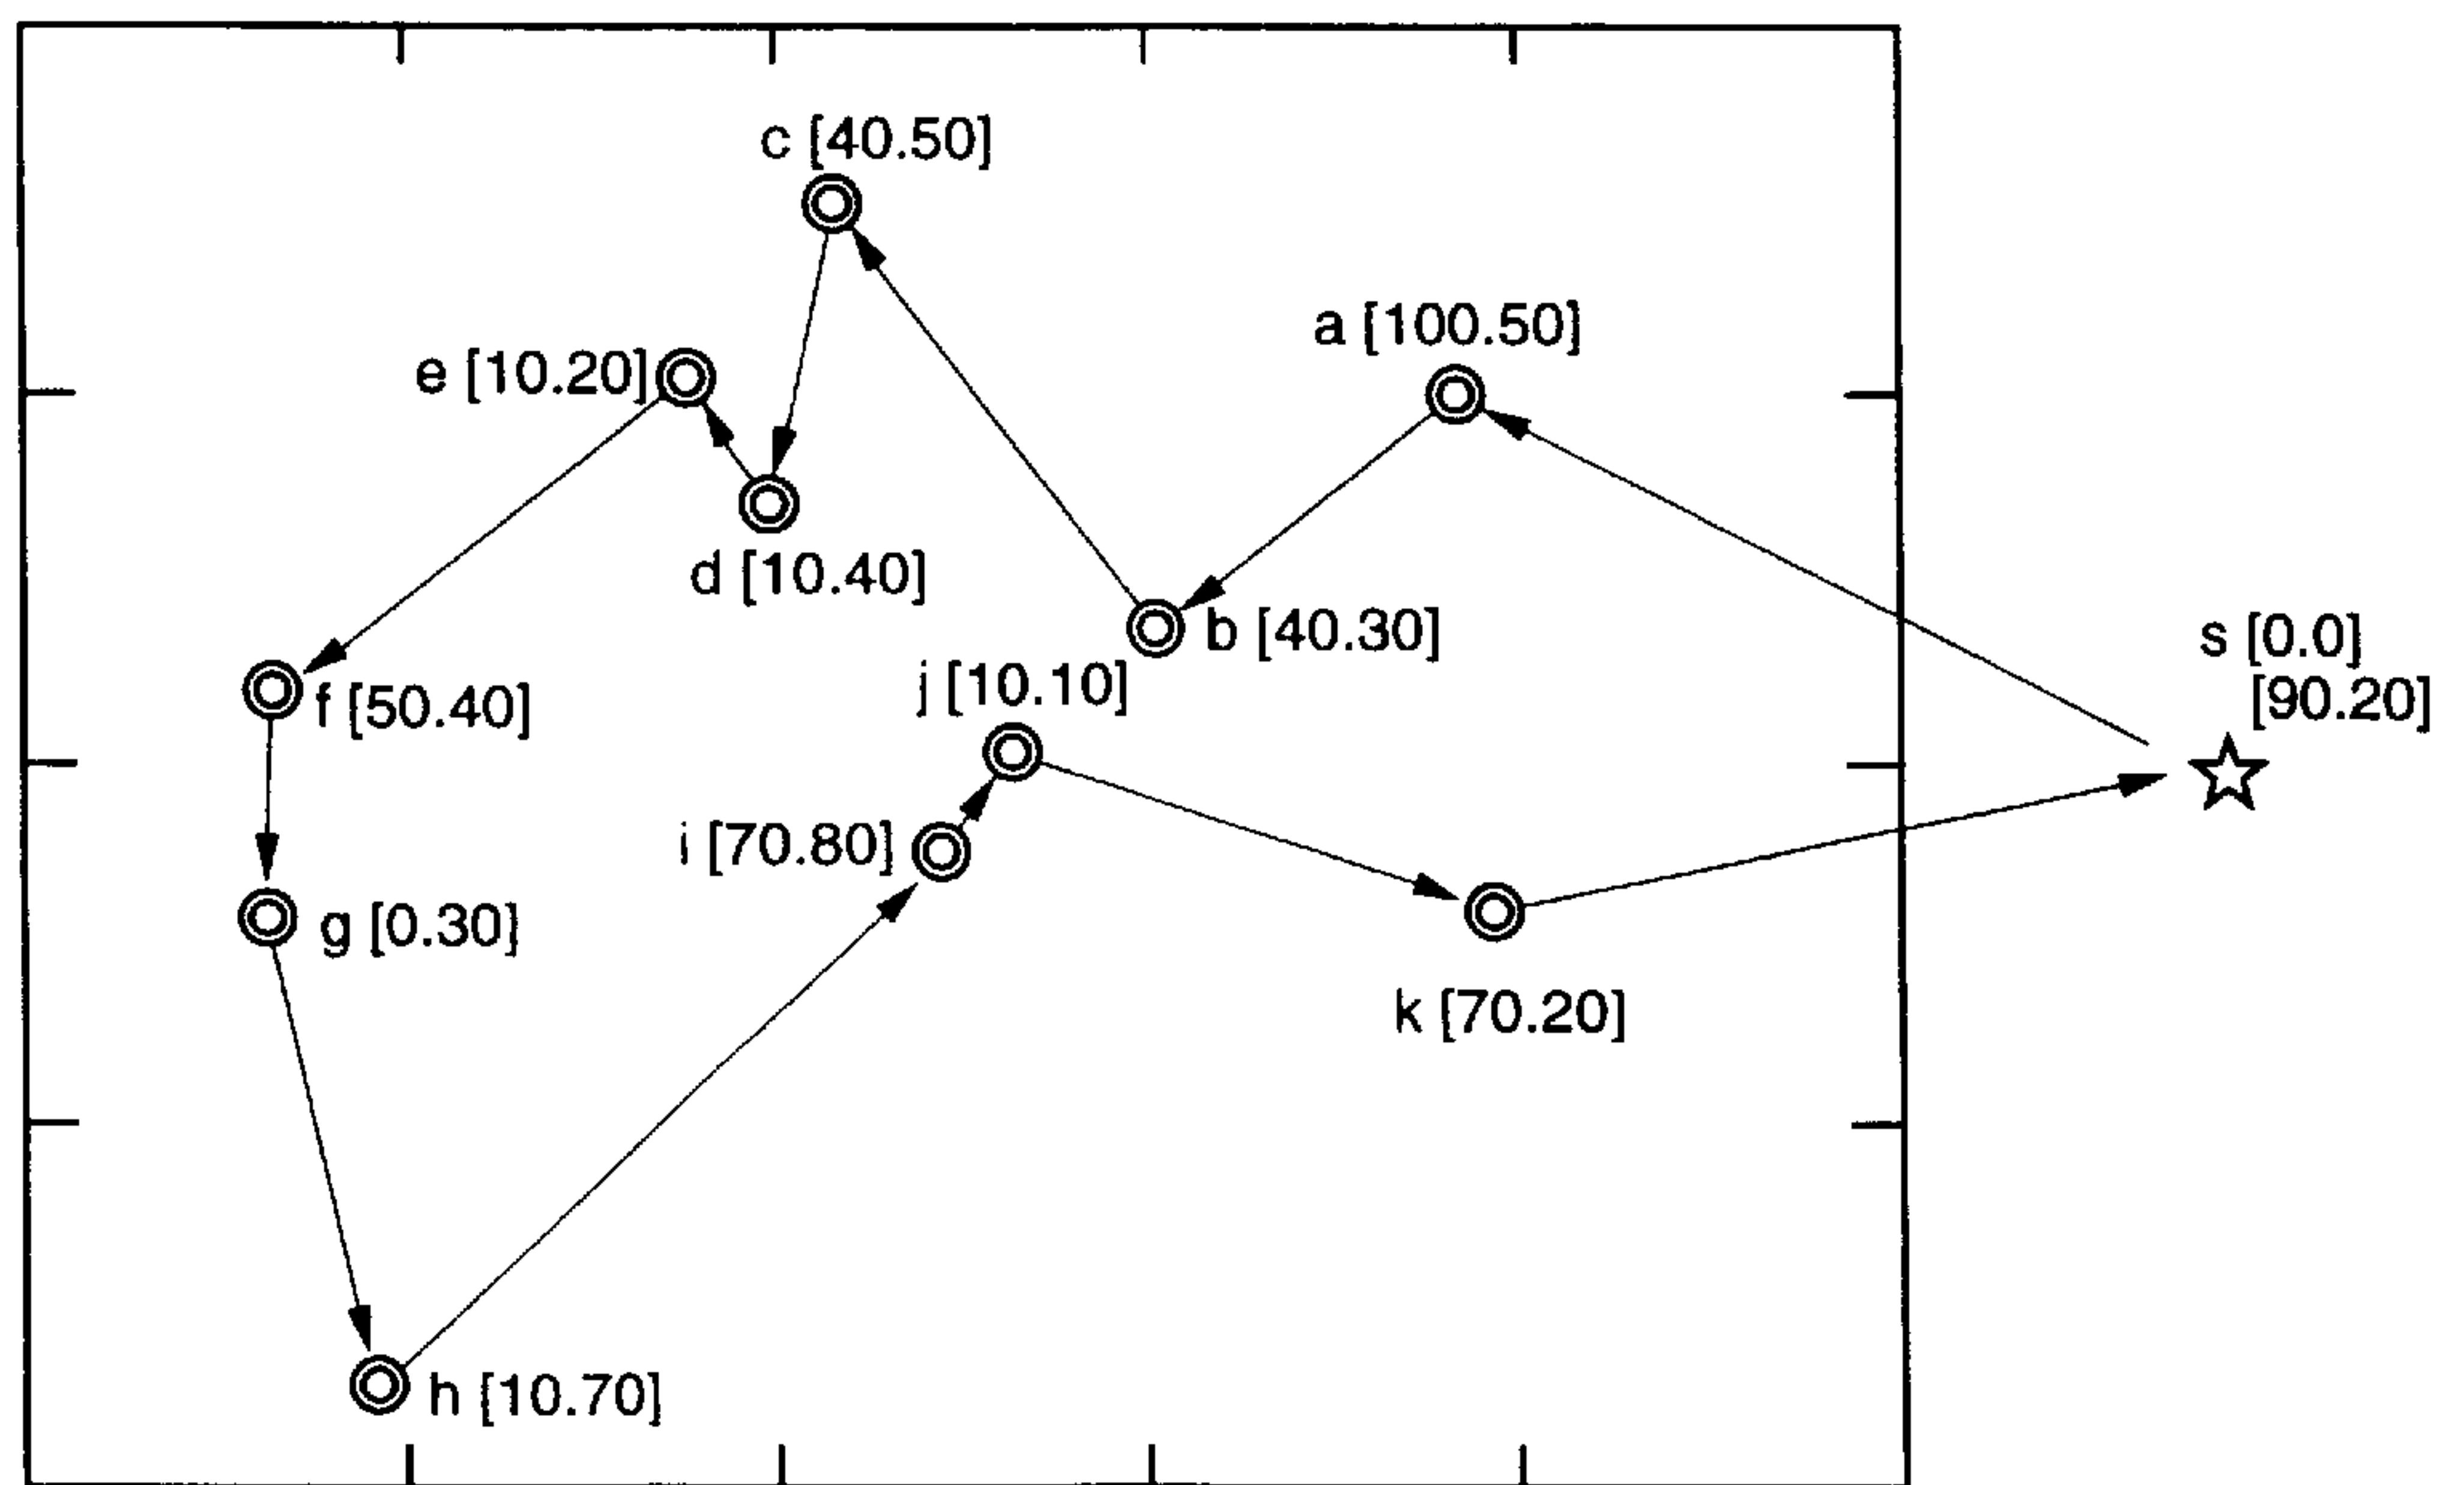 c [40.50]
a [100.50]
e [10.20]
d [10.40]
b [40.30]
s [0.0]
[90.20]
j [10.10]
f [50.40]
i [70.80]
g [0.30]
k [70.20]
h [10.70]